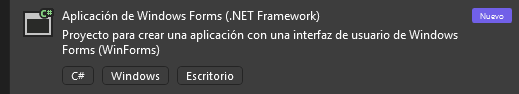 C#
Aplicación de Windows Forms (.NET Framework)
Nuevo
Proyecto para crear una aplicación con una interfaz de usuario de Windows
Forms (WinForms)
C#
Windows
Escritorio